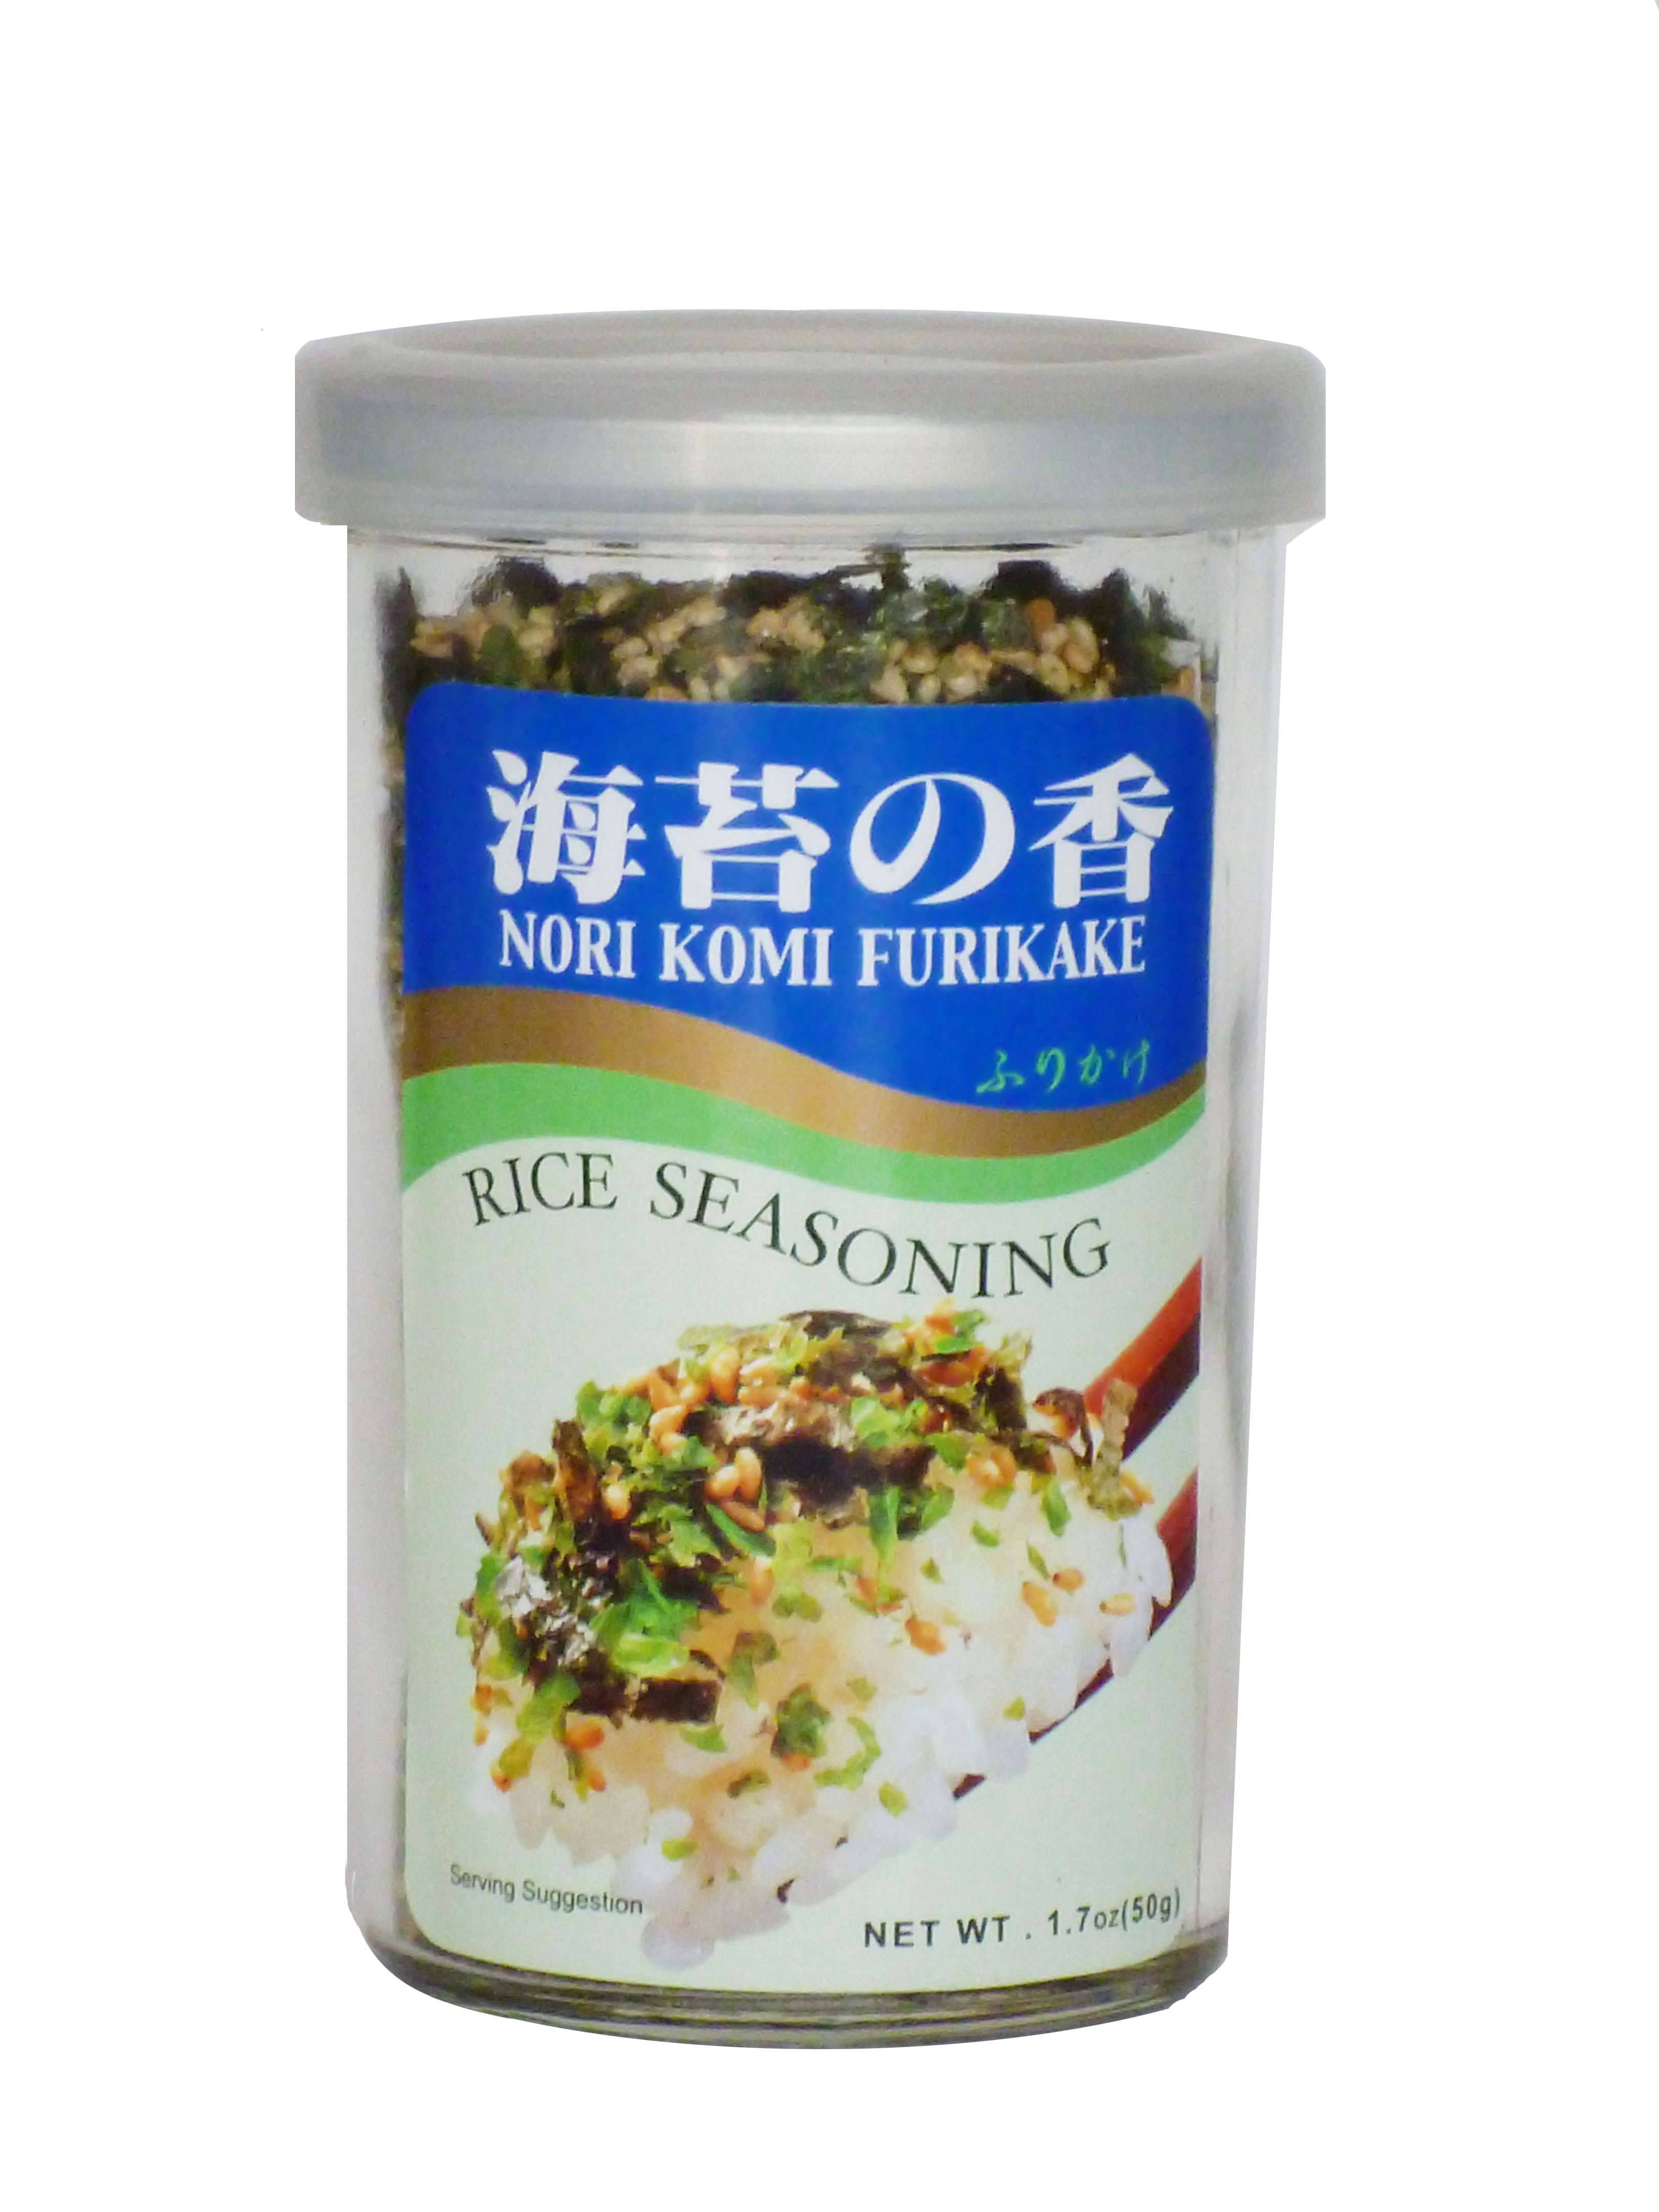 海苔の香
NORI KOMI FURIKAKE
ふりかけ
RICE SEASONING
Serving Suggestion
NET WT . 1.7oz(50g)